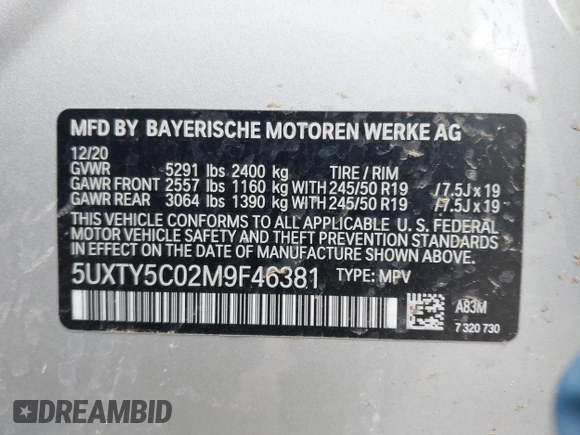 MFD BY BAYERISCHE MOTOREN WERKE AG
12/20
GVWR 5291 lbs 2400 kg TIRE / RIM
GAWR FRONT 2557 lbs 1160 kg WITH 245/50 R19 /7.5J x 19
GAWR REAR 3064 lbs 1390 kg WITH 245/50 R19 /7.5J x 19
THIS VEHICLE CONFORMS TO ALL APPLICABLE U. S. FEDERAL
MOTOR VEHICLE SAFETY AND THEFT PREVENTION
STANDARDS IN EFFECT ON THE DATE OF MANUFACTURE SHOWN ABOVE.
5UXTY5C02M9F46381 TYPE: MPV
A83M
7 320 730
DREAMBID